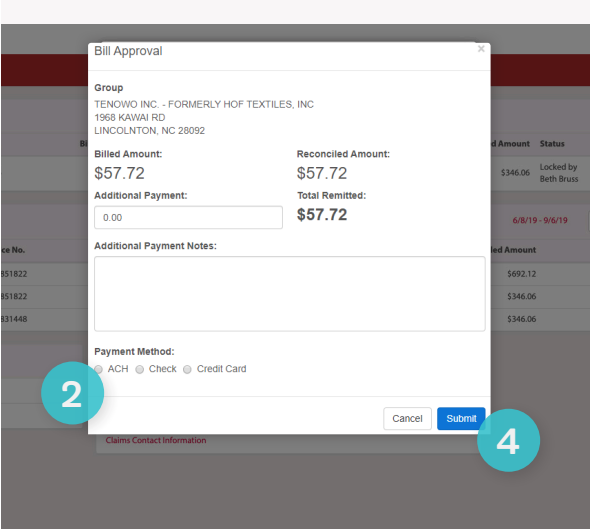 Bill Approval ×
Group
TENOWO INC. - FORMERLY HOF TEXTILES, INC
1968 KAWAI RD
LINCOLNTON, NC 28092
Billed Amount: Reconciled Amount:
$57.72 $57.72
Additional Payment: Total Remitted:
0.00 $57.72
Additional Payment Notes:
Payment Method:
ACH Check Credit Card
2
Cancel Submit
4
Claims Contact Information
Bi
d Amount Status
$346.06 Locked by
Beth Bruss
6/8/19 - 9/6/19
ce No. led Amount
851822 $692.12
851822 $346.06
831448 $346.06